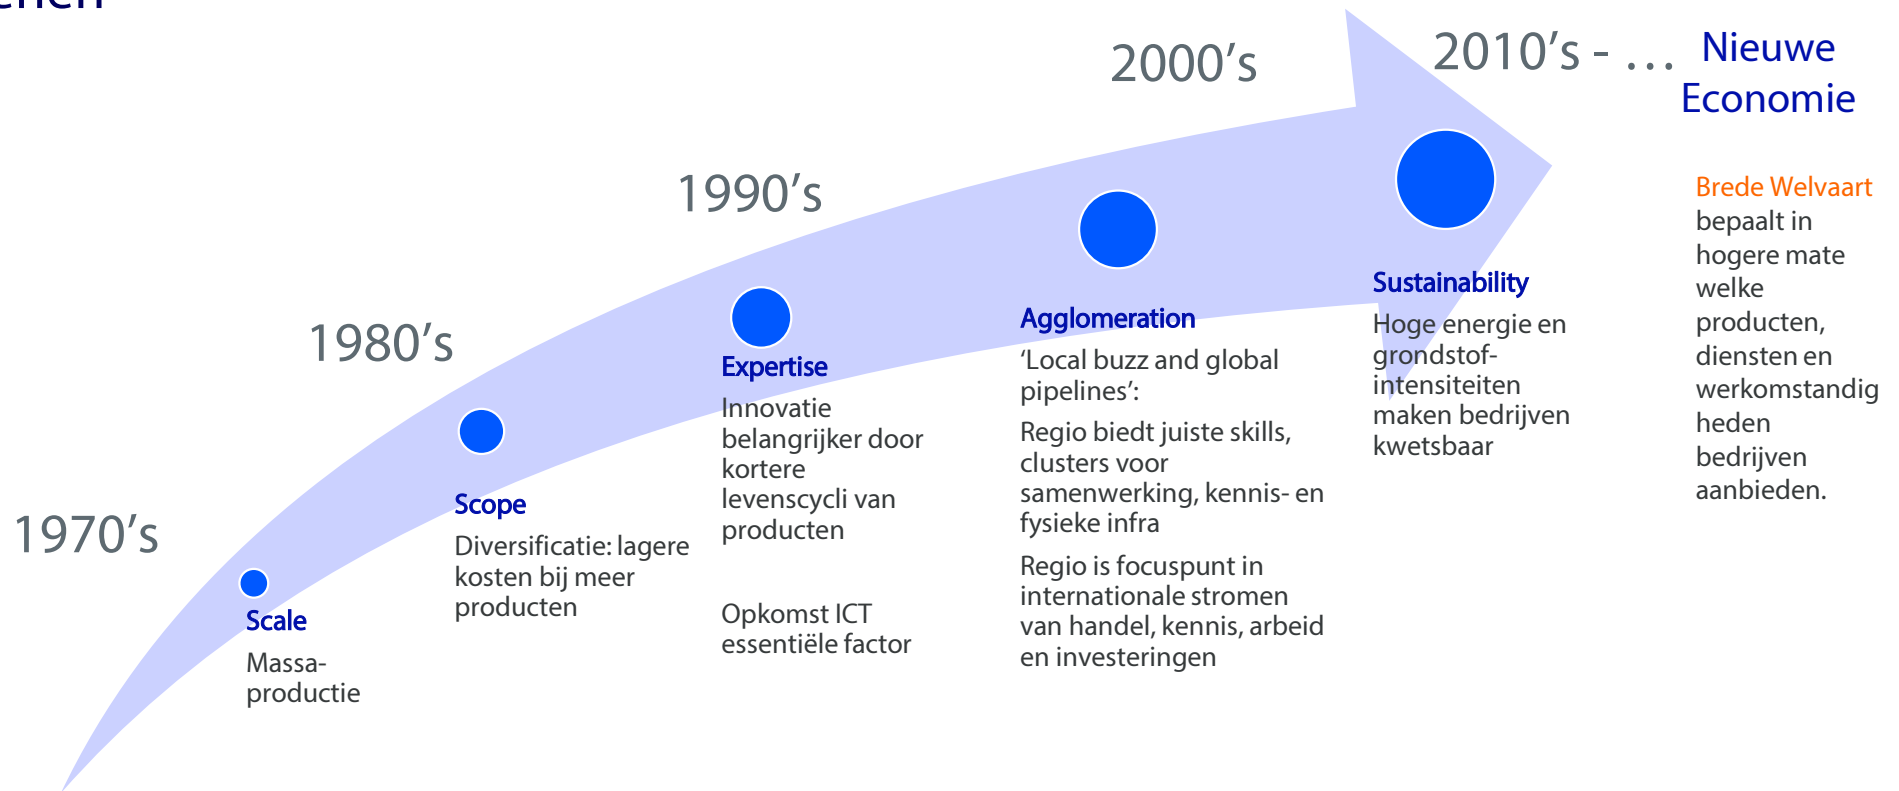 1970's
Scale
Massa-
productie
1980's
Scope
Diversificatie: lagere
kosten bij meer
producten
1990's
Expertise
Innovatie
belangrijker door
kortere
levenscycli van
producten
Opkomst ICT
essentiële factor
2000's
Agglomeration
‘Local buzz and global
pipelines’:
Regio biedt juiste skills,
clusters voor
samenwerking, kennis- en
fysieke infra
Regio is focuspunt in
internationale stromen
van handel, kennis, arbeid
en investeringen
2010's - …
Sustainability
Hoge energie en
grondstof-
intensiteiten
maken bedrijven
kwetsbaar
Nieuwe
Economie
Brede Welvaart
bepaalt in
hogere mate
welke
producten,
diensten en
werkomstandig
heden
bedrijven
aanbieden.